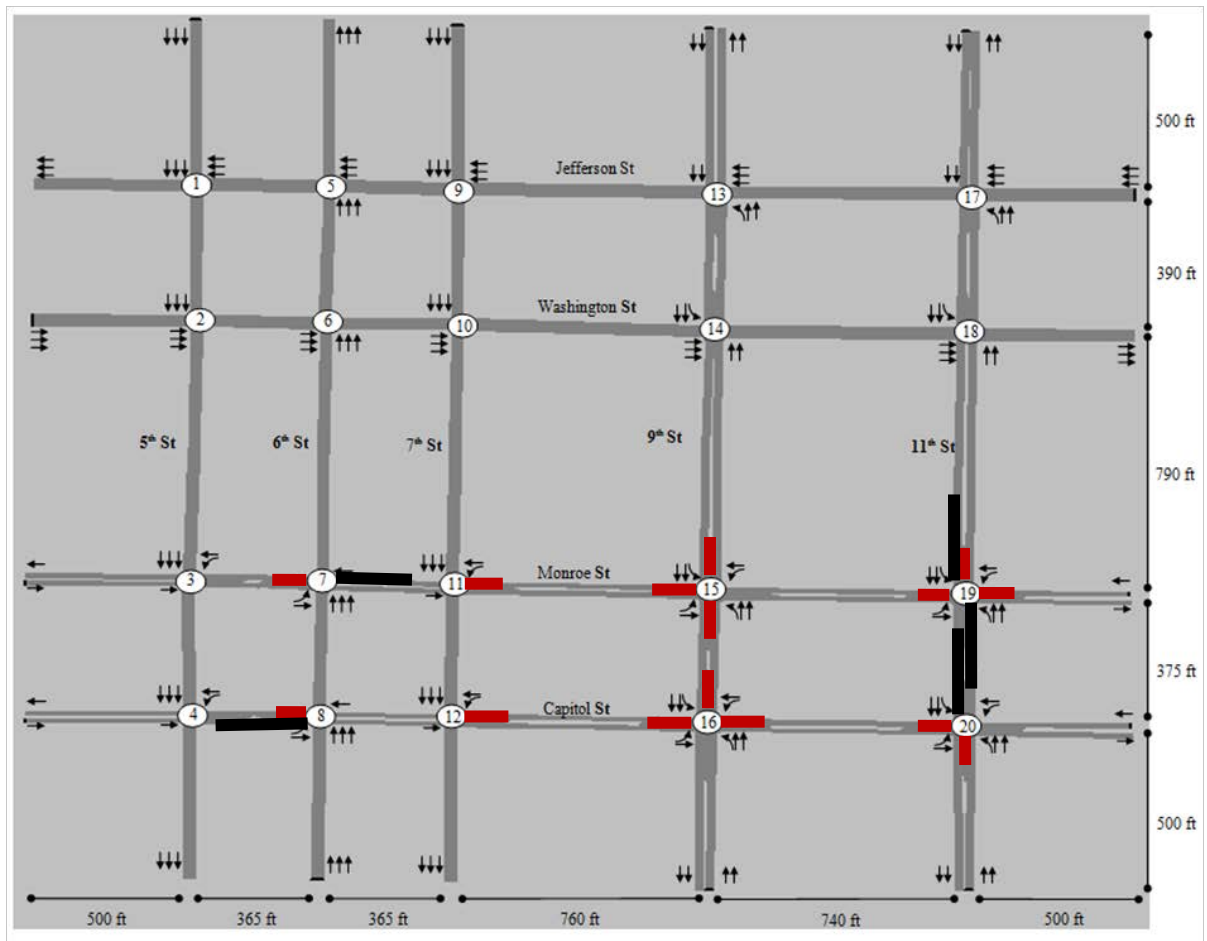 500 ft
Jefferson St
1
5
9
13
17
390 ft
Washington St
2
6
10
14
18
5th St
6th St
7th St
9th St
11th St
790 ft
Monroe St
3
7
11
15
19
375 ft
Capitol St
4
8
12
16
20
500 ft
500 ft
365 ft
365 ft
760 ft
740 ft
500 ft